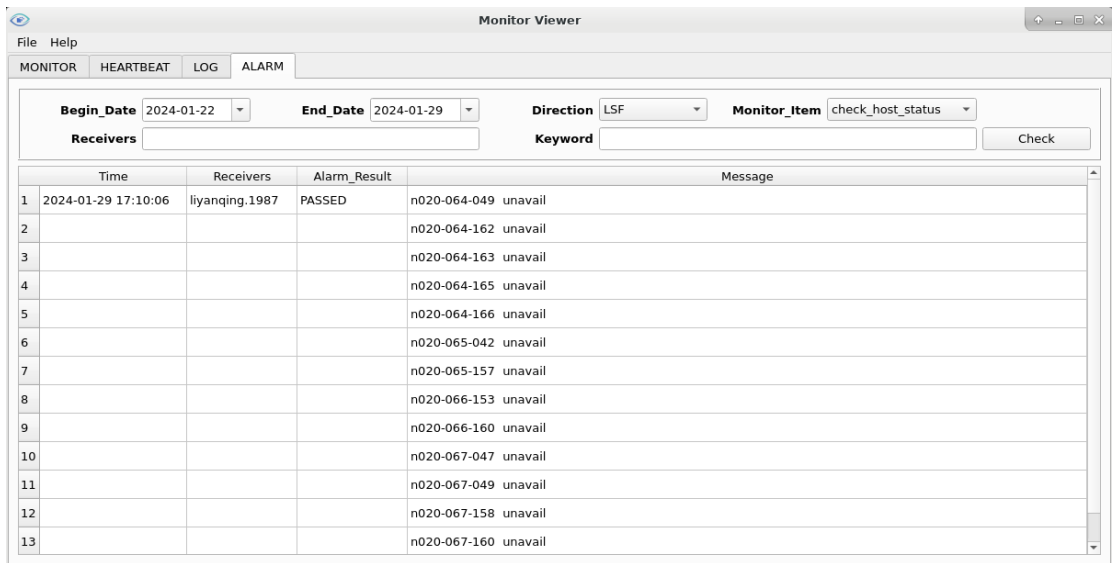 Monitor Viewer
File Help
MONITOR HEARTBEAT LOG ALARM
Begin_Date 2024-01-22 End_Date 2024-01-29 Direction LSF Monitor_Item check_host_status
Receivers Keyword Check
Time Receivers Alarm_Result Message
1 2024-01-29 17:10:06 liyanqing.1987 PASSED n020-064-049 unavail
2 n020-064-162 unavail
3 n020-064-163 unavail
4 n020-064-165 unavail
5 n020-064-166 unavail
6 n020-065-042 unavail
7 n020-065-157 unavail
8 n020-066-153 unavail
9 n020-066-160 unavail
10 n020-067-047 unavail
11 n020-067-049 unavail
12 n020-067-158 unavail
13 n020-067-160 unavail